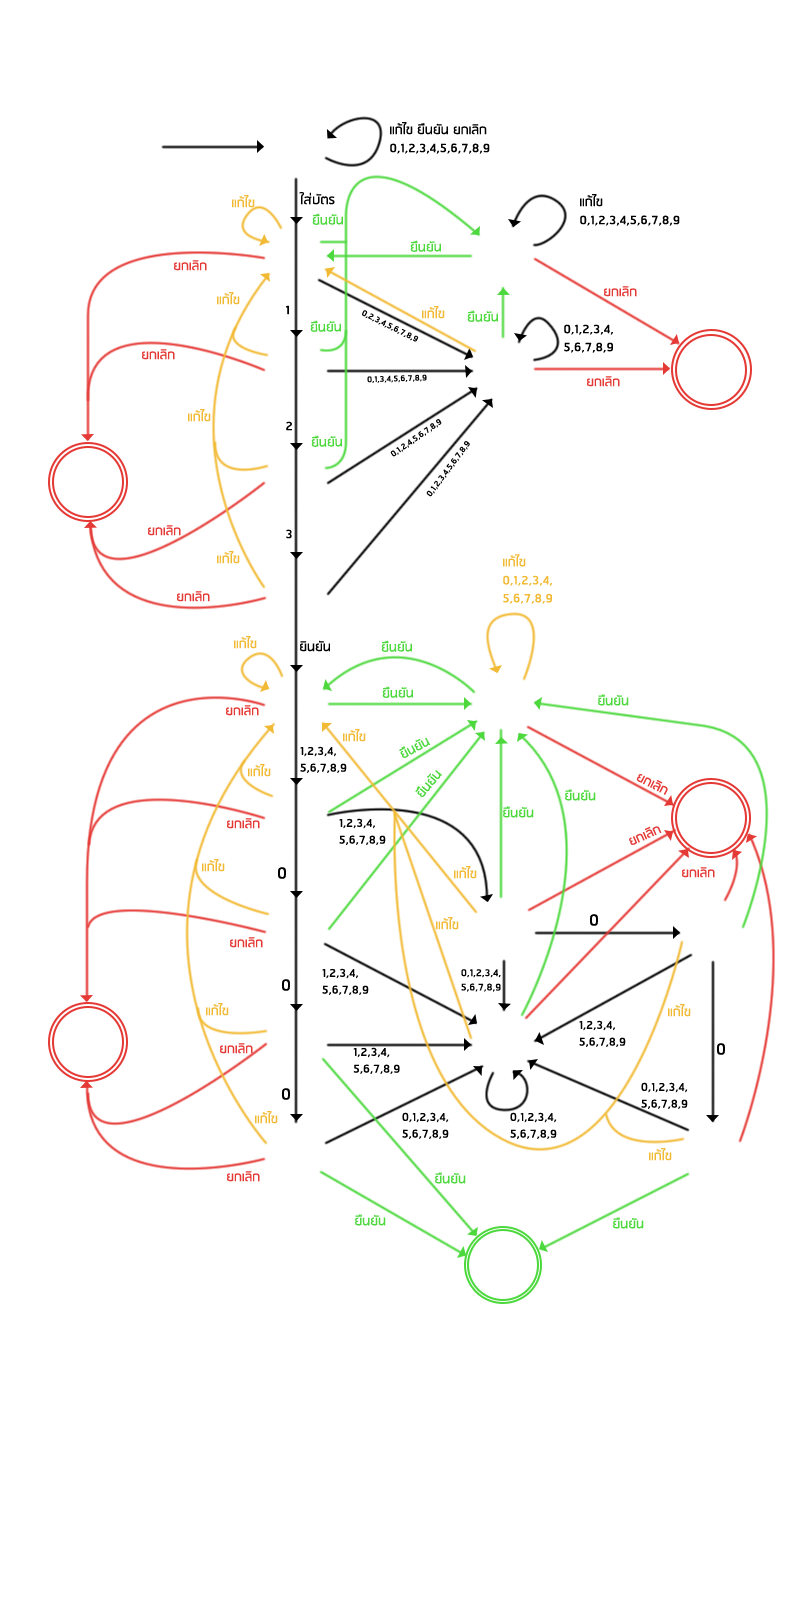 แก้ไข ยืนยัน ยกเลิก
0,1,2,3,4,5,6,7,8,9
ใส่บัตร
แก้ไข
ยืนยัน
แก้ไข
0,1,2,3,4,5,6,7,8,9
ยืนยัน
ยกเลิก
ยกเลิก
แก้ไข
1
0,2,3,4,5,6,7,8,9
แก้ไข
ยืนยัน
ยืนยัน
0,1,2,3,4,
5,6,7,8,9
ยกเลิก
0,1,3,4,5,6,7,8,9
ยกเลิก
แก้ไข
2
ยืนยัน
0,1,2,4,5,6,7,8,9
0,1,2,3,4,5,6,7,8,9
ยกเลิก
3
แก้ไข
ยกเลิก
แก้ไข
0,1,2,3,4,
5,6,7,8,9
แก้ไข
ยินยัน
ยืนยัน
ยืนยัน
ยืนยัน
ยกเลิก
แก้ไข
ยืนยัน
1,2,3,4,
5,6,7,8,9
แก้ไข
ยืนยัน
ยกเลิก
ยืนยัน
ยกเลิก
1,2,3,4,
5,6,7,8,9
ยืนยัน
ยกเลิก
แก้ไข
0
แก้ไข
ยกเลิก
0
แก้ไข
ยกเลิก
0
1,2,3,4,
5,6,7,8,9
0,1,2,3,4,
5,6,7,8,9
แก้ไข
แก้ไข
ยกเลิก
1,2,3,4,
5,6,7,8,9
1,2,3,4,
5,6,7,8,9
0
0
0,1,2,3,4,
5,6,7,8,9
แก้ไข
0,1,2,3,4,
5,6,7,8,9
0,1,2,3,4,
5,6,7,8,9
แก้ไข
ยกเลิก
ยืนยัน
ยืนยัน
ยืนยัน